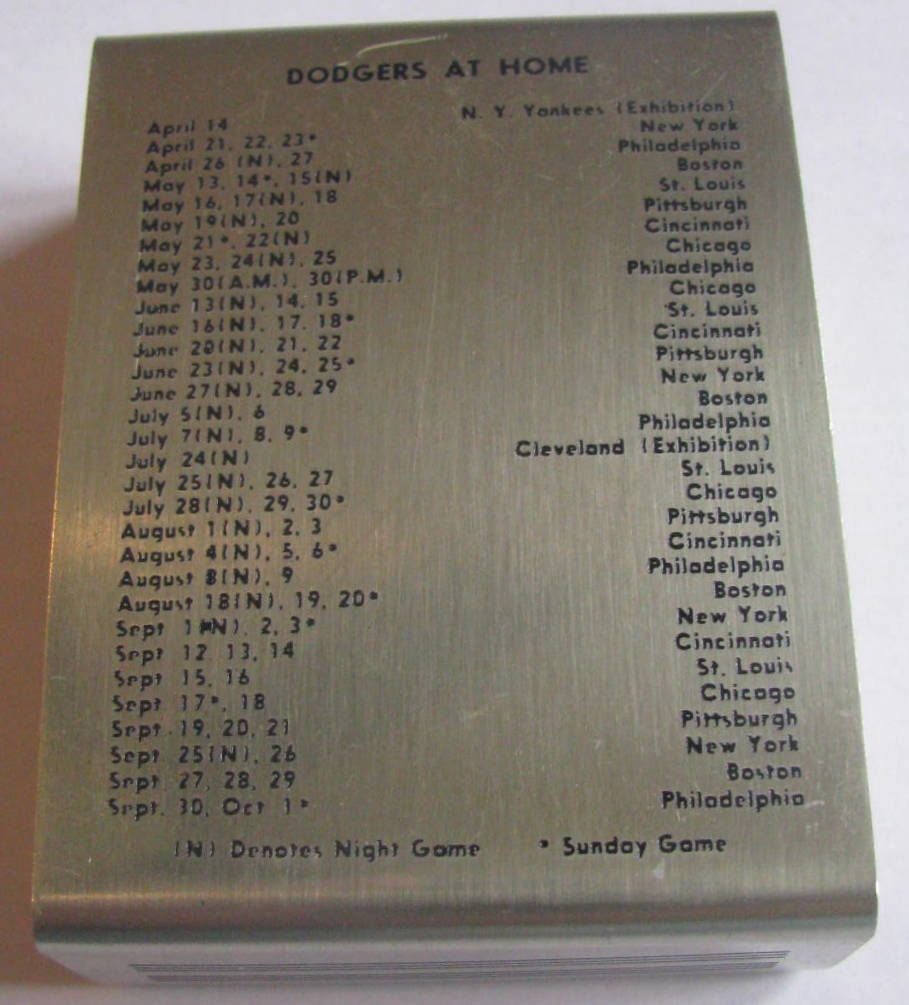 DODGERS AT HOME
April 14 N. Y. Yankees (Exhibition)
April 21, 22, 23* New York
April 26 (N), 27 Philadelphia
May 13, 14*, 15(N) Boston
May 16, 17(N), 18 St. Louis
May 19(N), 20 Pittsburgh
May 21*, 22(N) Cincinnati
May 23, 24(N), 25 Chicago
May 30(A.M.), 30(P.M.) Philadelphia
June 13(N), 14, 15 Chicago
June 16(N), 17, 18* St. Louis
June 20(N), 21, 22 Cincinnati
June 23(N), 24, 25* Pittsburgh
June 27(N), 28, 29 New York
July 5(N), 6 Boston
July 7(N), 8, 9* Philadelphia
July 24(N) Cleveland (Exhibition)
July 25(N), 26, 27 St. Louis
July 28(N), 29, 30* Chicago
August 1(N), 2, 3 Pittsburgh
August 4(N), 5, 6* Cincinnati
August 8(N), 9 Philadelphia
August 18(N), 19, 20* Boston
Sept 1(N), 2, 3* New York
Sept 12, 13, 14 Cincinnati
Sept 15, 16 St. Louis
Sept 17*, 18 Chicago
Sept 19, 20, 21 Pittsburgh
Sept 25(N), 26 New York
Sept 27, 28, 29 Boston
Sept. 30, Oct 1* Philadelphia
(N) Denotes Night Game * Sunday Game